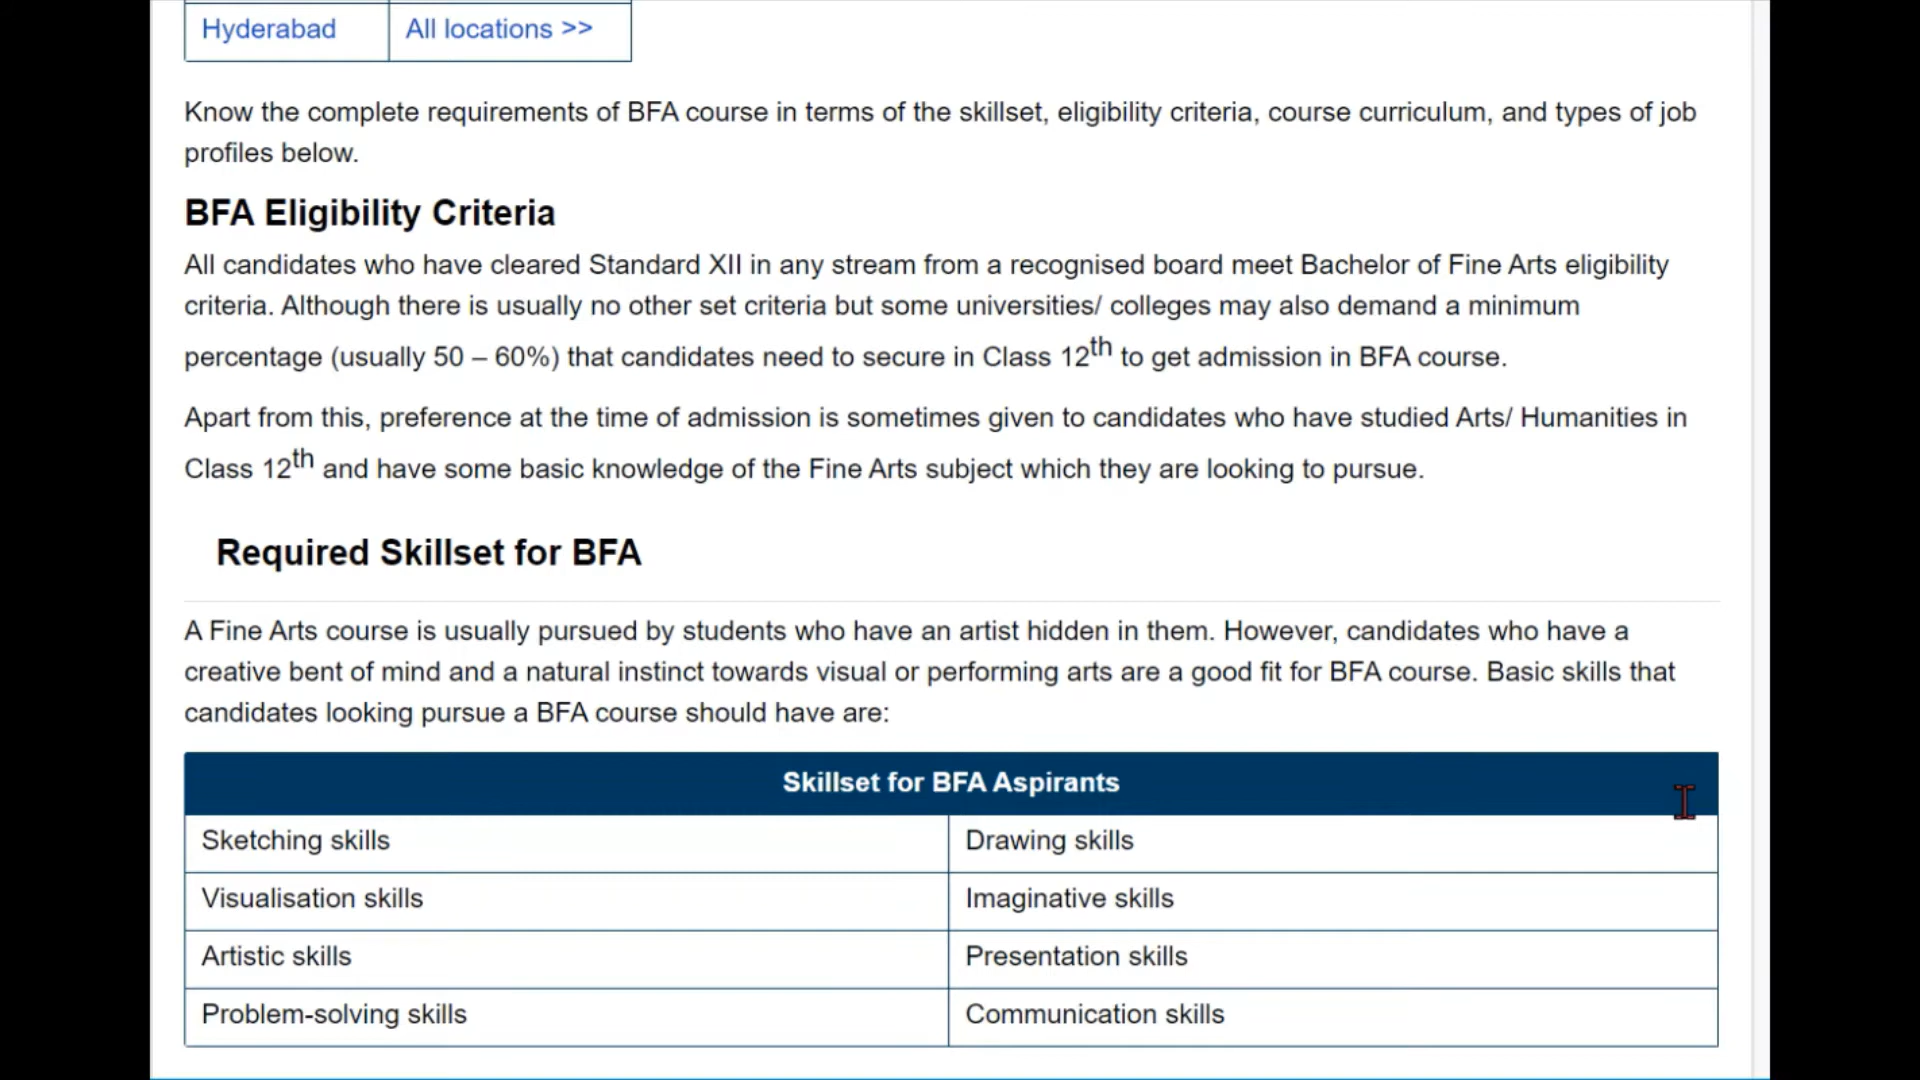 Hyderabad All locations >>
Know the complete requirements of BFA course in terms of the skillset, eligibility criteria, course curriculum, and types of job
profiles below.
BFA Eligibility Criteria
All candidates who have cleared Standard XII in any stream from a recognised board meet Bachelor of Fine Arts eligibility
criteria. Although there is usually no other set criteria but some universities/ colleges may also demand a minimum
percentage (usually 50 – 60%) that candidates need to secure in Class 12th to get admission in BFA course.
Apart from this, preference at the time of admission is sometimes given to candidates who have studied Arts/ Humanities in
Class 12th and have some basic knowledge of the Fine Arts subject which they are looking to pursue.
Required Skillset for BFA
A Fine Arts course is usually pursued by students who have an artist hidden in them. However, candidates who have a
creative bent of mind and a natural instinct towards visual or performing arts are a good fit for BFA course. Basic skills that
candidates looking pursue a BFA course should have are:
Skillset for BFA Aspirants
Sketching skills Drawing skills
Visualisation skills Imaginative skills
Artistic skills Presentation skills
Problem-solving skills Communication skills